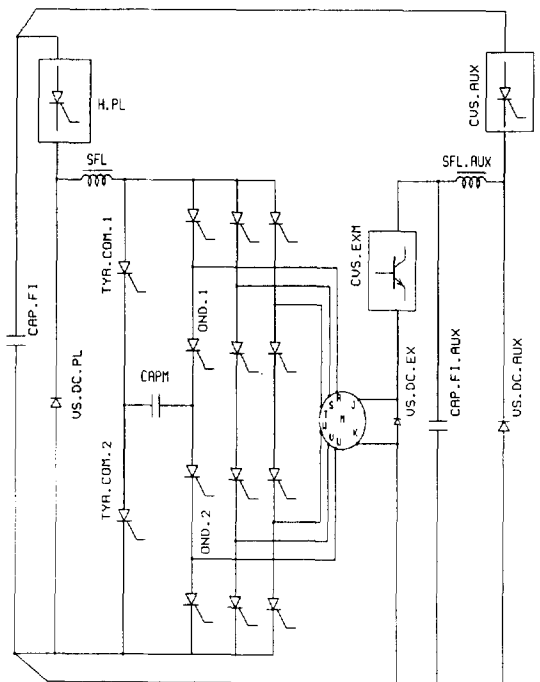 H.PL
CVS.AUX
SFL
SFL.AUX
TYR.COM.1
CVS.EXM
CAP.FI
OND.1
CAPM
VS.DC.PL
VS.DC.EX
CAP.FI.AUX
VS.DC.AUX
R
S
J
T
M
U
K
V
TYR.COM.2
OND.2